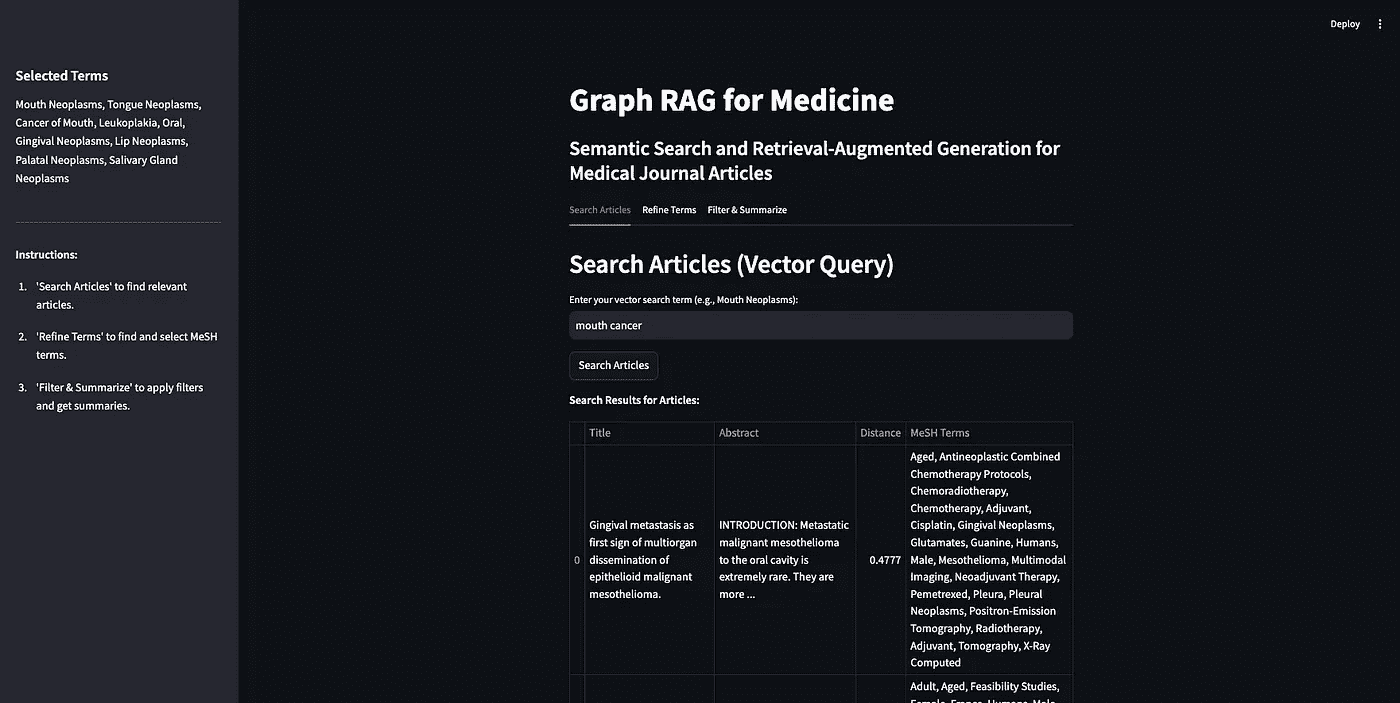 Deploy
Selected Terms
Mouth Neoplasms, Tongue Neoplasms,
Cancer of Mouth, Leukoplakia, Oral,
Gingival Neoplasms, Lip Neoplasms,
Palatal Neoplasms, Salivary Gland
Neoplasms
Instructions:
1. 'Search Articles' to find relevant
articles.
2. 'Refine Terms' to find and select MeSH
terms.
3. 'Filter & Summarize' to apply filters
and get summaries.
Graph RAG for Medicine
Semantic Search and Retrieval-Augmented Generation for
Medical Journal Articles
Search Articles Refine Terms Filter & Summarize
Search Articles (Vector Query)
Enter your vector search term (e.g., Mouth Neoplasms):
mouth cancer
Search Articles
Search Results for Articles:
Title Abstract Distance MeSH Terms
0
Gingival metastasis as
first sign of multiorgan
dissemination of
epithelioid malignant
mesothelioma.
INTRODUCTION: Metastatic
malignant mesothelioma
to the oral cavity is
extremely rare. They are
more ...
0.4777
Aged, Antineoplastic Combined
Chemotherapy Protocols,
Chemoradiotherapy,
Chemotherapy, Adjuvant,
Cisplatin, Gingival Neoplasms,
Glutamates, Guanine, Humans,
Male, Mesothelioma, Multimodal
Imaging, Neoadjuvant Therapy,
Pemetrexed, Pleura, Pleural
Neoplasms, Positron-Emission
Tomography, Radiotherapy,
Adjuvant, Tomography, X-Ray
Computed
Adult, Aged, Feasibility Studies,